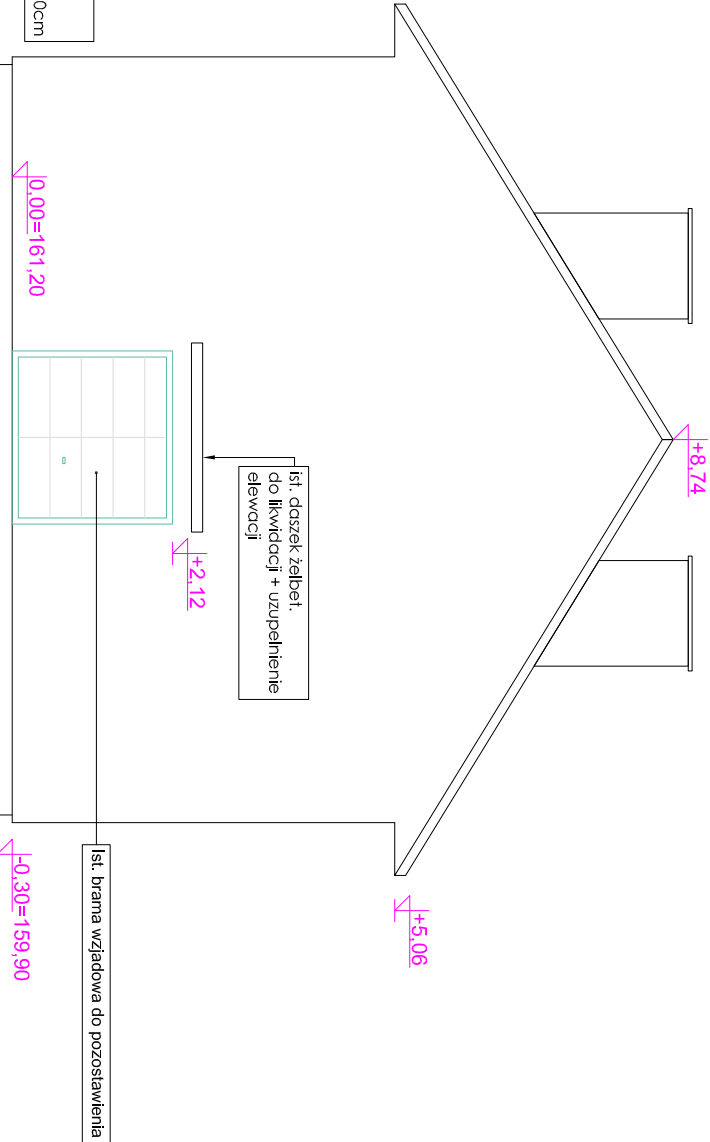 +8,74
+5,06
ist. daszek żelbet.
do likwidacji + uzupełnienie
elewacji
+2,12
Ist. brama wzjadowa do pozostawienia
0,00=161,20
-0,30=159,90
0cm